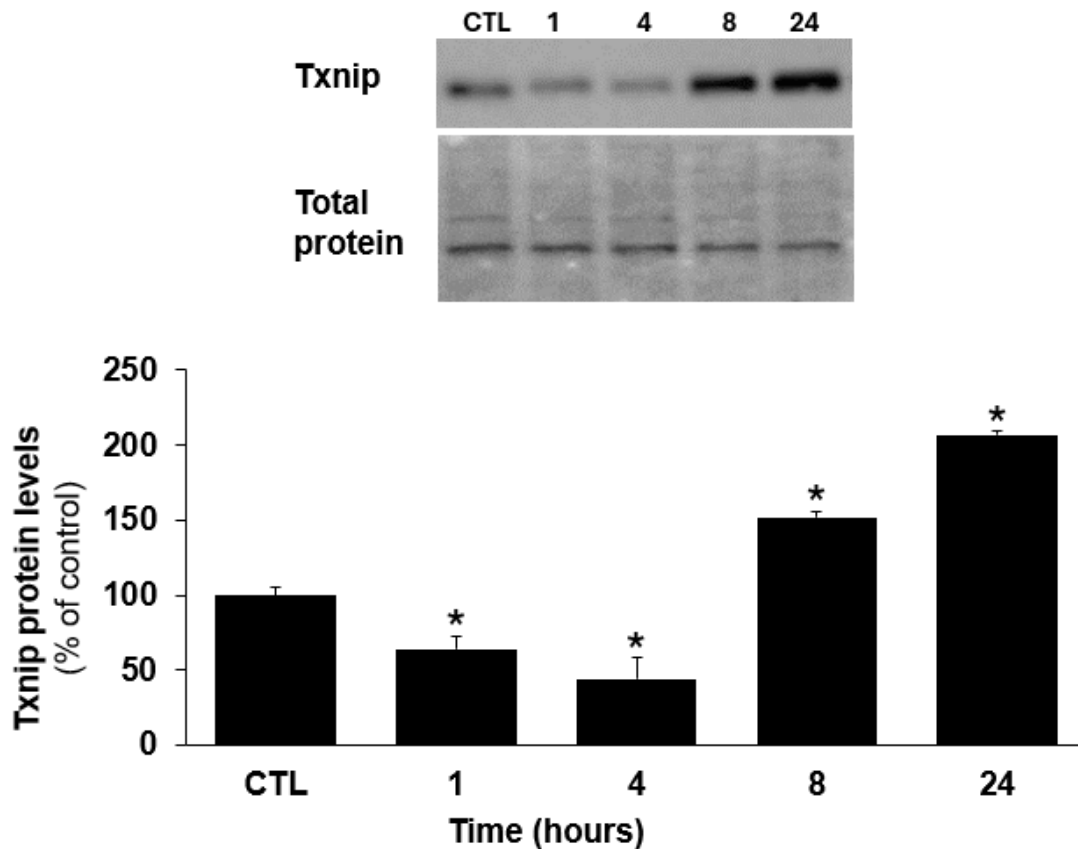 CTL 1 4 8 24
Txnip
Total
protein
Txnip protein levels
(% of control)
250
200
150
100
50
0
* * * *
CTL 1 4 8 24
Time (hours)